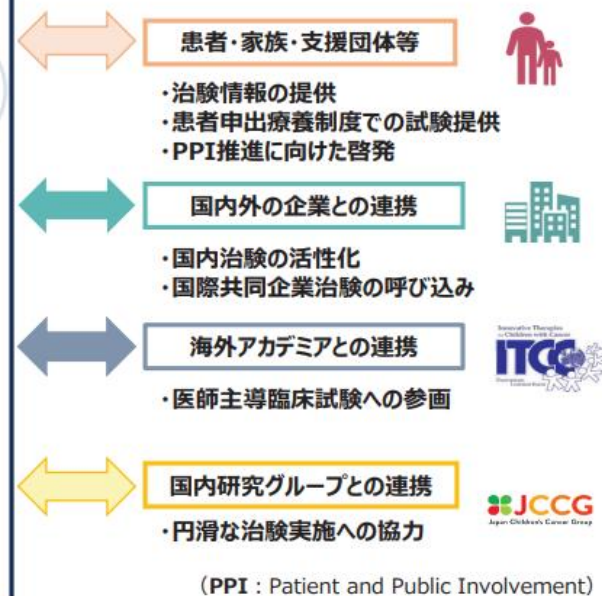 患者・家族・支援団体等
・治験情報の提供
・患者申出療養制度での試験提供
・PPI推進に向けた啓発
国内外の企業との連携
・国内治験の活性化
・国際共同企業治験の呼び込み
海外アカデミアとの連携
Innovative Therapies
for Children with Cancer
ITCC
・医師主導臨床試験への参画
国内研究グループとの連携
JCCG
Japan Children's Cancer Group
・円滑な治験実施への協力
（PPI : Patient and Public Involvement）